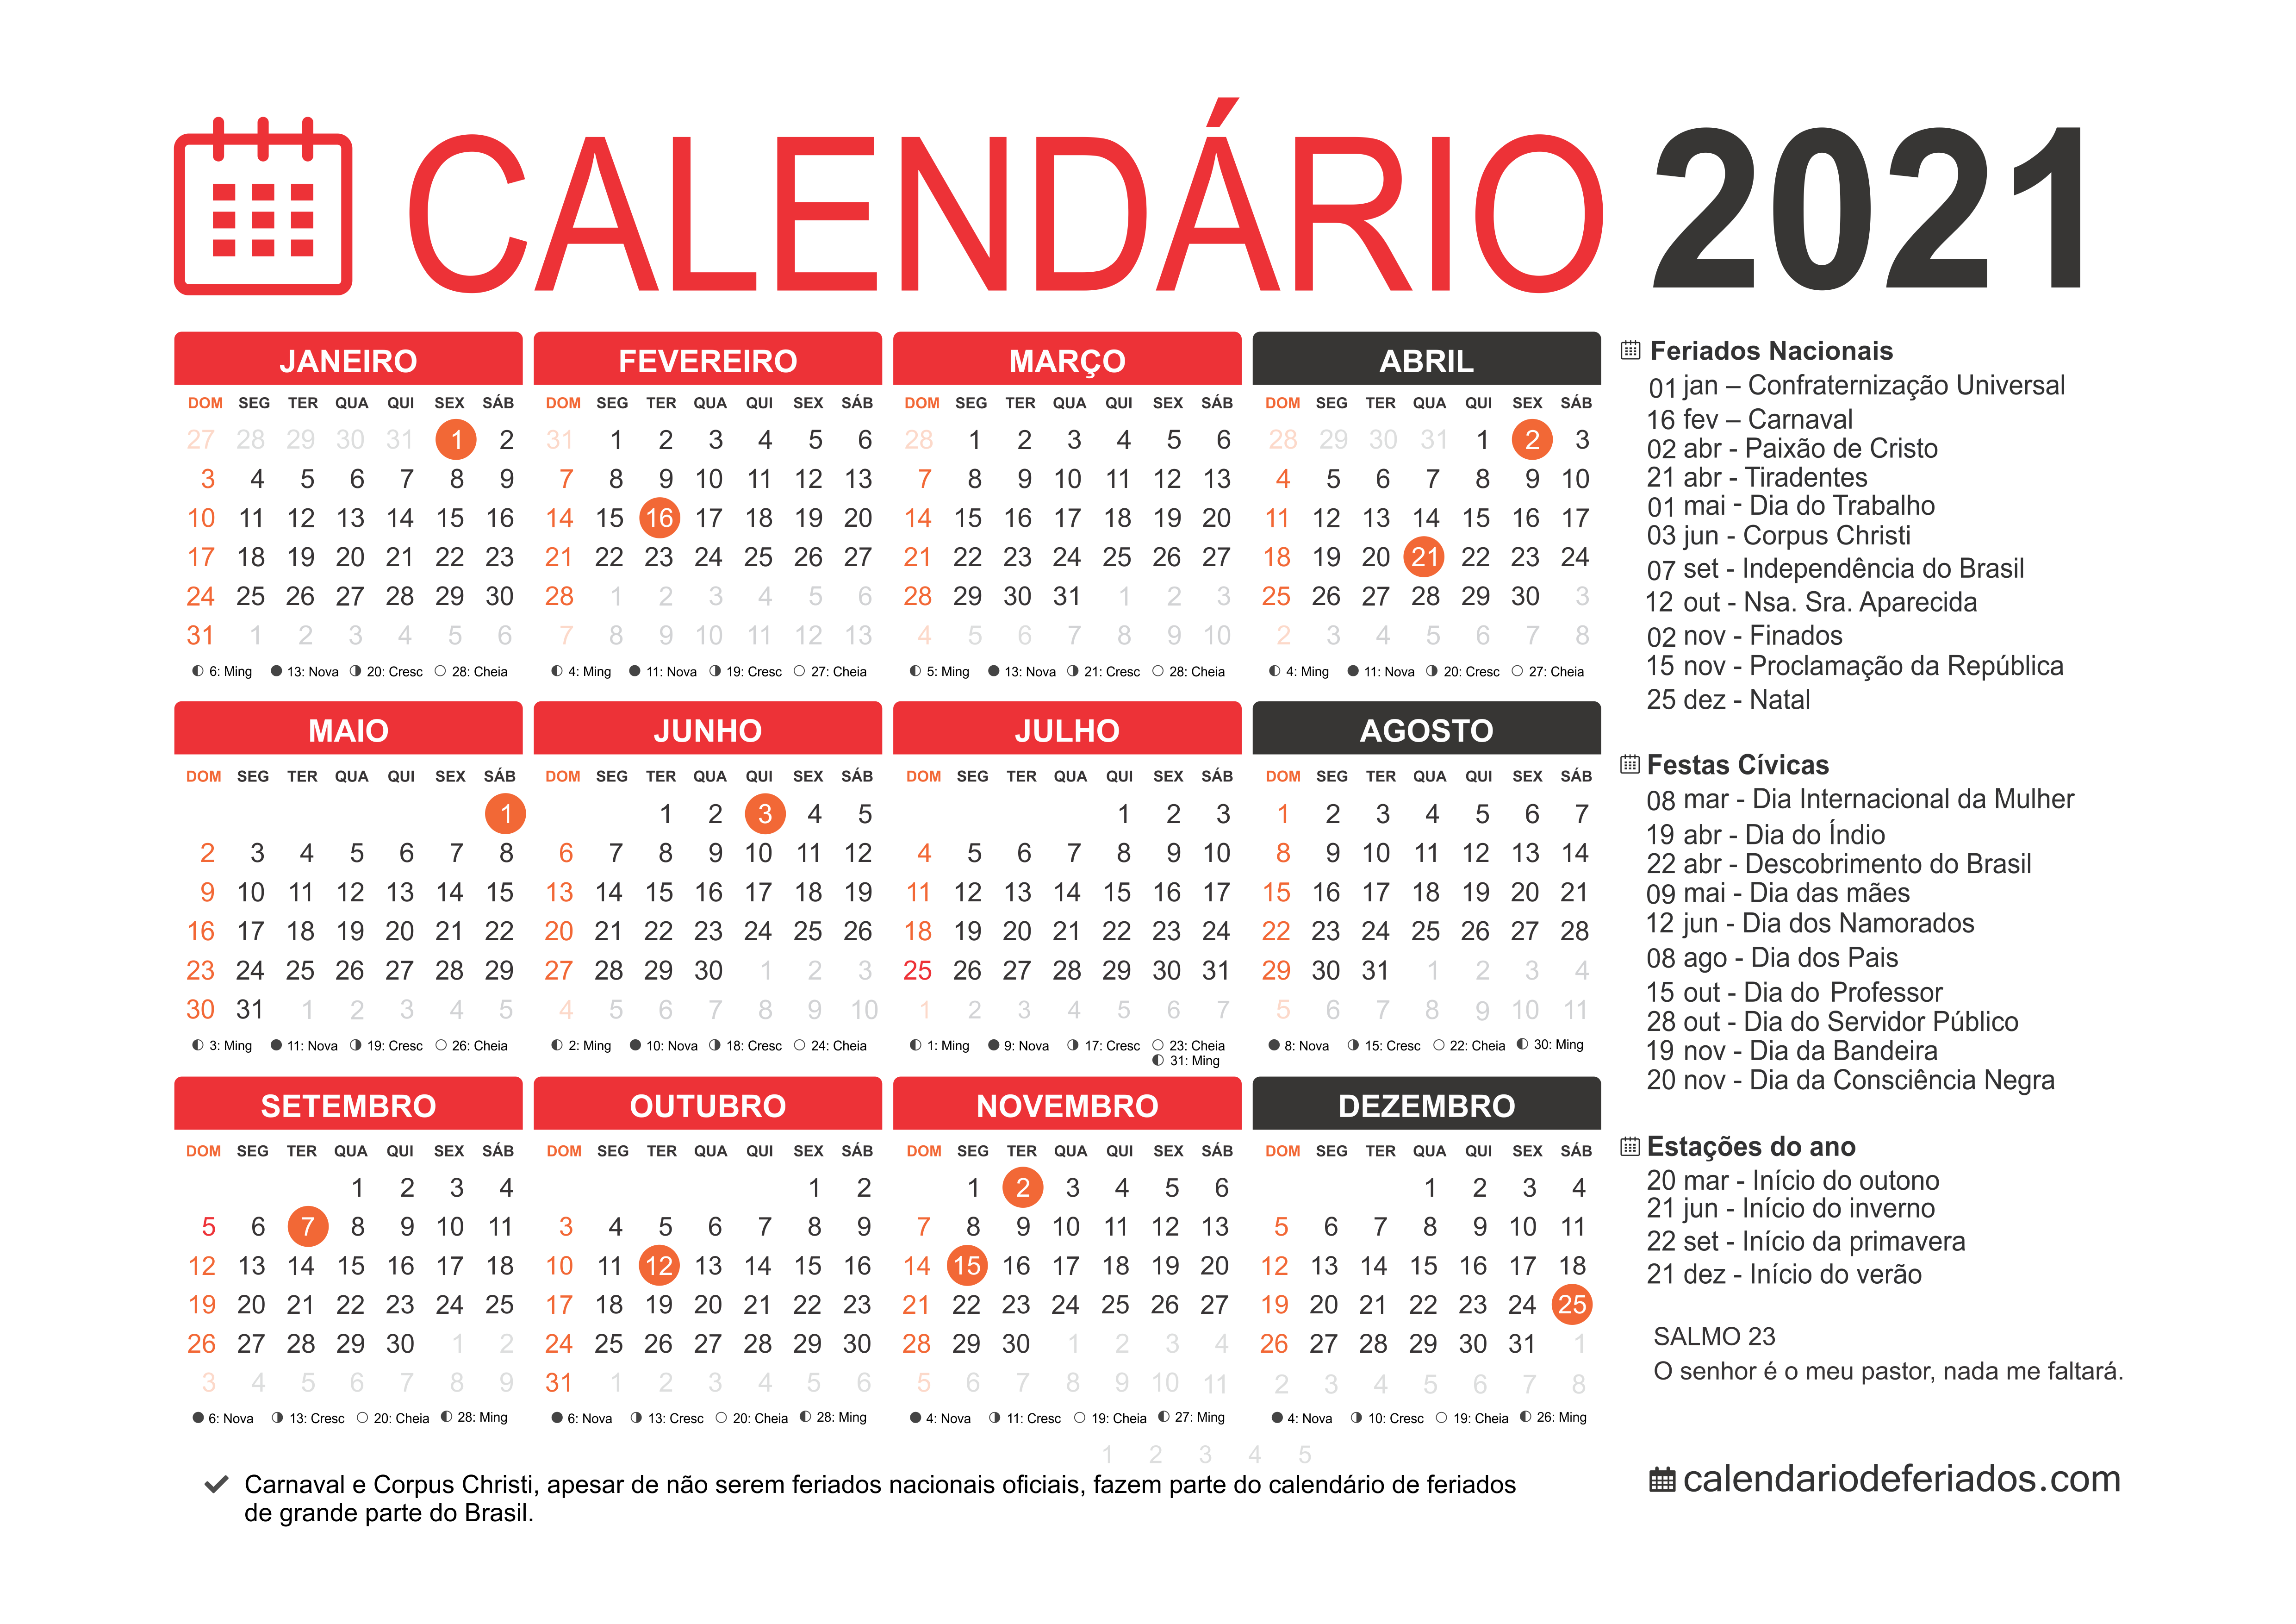 CALENDÁRIO 2021
JANEIRO
DOM SEG TER QUA QUI SEX SÁB
27 28 29 30 31 1 2
3 4 5 6 7 8 9
10 11 12 13 14 15 16
17 18 19 20 21 22 23
24 25 26 27 28 29 30
31 1 2 3 4 5 6
6: Ming 13: Nova 20: Cresc 28: Cheia
FEVEREIRO
DOM SEG TER QUA QUI SEX SÁB
31 1 2 3 4 5 6
7 8 9 10 11 12 13
14 15 16 17 18 19 20
21 22 23 24 25 26 27
28 1 2 3 4 5 6
7 8 9 10 11 12 13
4: Ming 11: Nova 19: Cresc 27: Cheia
MARÇO
DOM SEG TER QUA QUI SEX SÁB
28 1 2 3 4 5 6
7 8 9 10 11 12 13
14 15 16 17 18 19 20
21 22 23 24 25 26 27
28 29 30 31 1 2 3
4 5 6 7 8 9 10
5: Ming 13: Nova 21: Cresc 28: Cheia
ABRIL
DOM SEG TER QUA QUI SEX SÁB
28 29 30 31 1 2 3
4 5 6 7 8 9 10
11 12 13 14 15 16 17
18 19 20 21 22 23 24
25 26 27 28 29 30 3
2 3 4 5 6 7 8
4: Ming 11: Nova 20: Cresc 27: Cheia
MAIO
DOM SEG TER QUA QUI SEX SÁB
1
2 3 4 5 6 7 8
9 10 11 12 13 14 15
16 17 18 19 20 21 22
23 24 25 26 27 28 29
30 31 1 2 3 4 5
3: Ming 11: Nova 19: Cresc 26: Cheia
JUNHO
DOM SEG TER QUA QUI SEX SÁB
1 2 3 4 5
6 7 8 9 10 11 12
13 14 15 16 17 18 19
20 21 22 23 24 25 26
27 28 29 30 1 2 3
4 5 6 7 8 9 10
2: Ming 10: Nova 18: Cresc 24: Cheia
JULHO
DOM SEG TER QUA QUI SEX SÁB
1 2 3
4 5 6 7 8 9 10
11 12 13 14 15 16 17
18 19 20 21 22 23 24
25 26 27 28 29 30 31
1 2 3 4 5 6 7
1: Ming 9: Nova 17: Cresc 23: Cheia
31: Ming
AGOSTO
DOM SEG TER QUA QUI SEX SÁB
1 2 3 4 5 6 7
8 9 10 11 12 13 14
15 16 17 18 19 20 21
22 23 24 25 26 27 28
29 30 31 1 2 3 4
5 6 7 8 9 10 11
8: Nova 15: Cresc 22: Cheia 30: Ming
SETEMBRO
DOM SEG TER QUA QUI SEX SÁB
1 2 3 4
5 6 7 8 9 10 11
12 13 14 15 16 17 18
19 20 21 22 23 24 25
26 27 28 29 30 1 2
3 4 5 6 7 8 9
6: Nova 13: Cresc 20: Cheia 28: Ming
OUTUBRO
DOM SEG TER QUA QUI SEX SÁB
1 2
3 4 5 6 7 8 9
10 11 12 13 14 15 16
17 18 19 20 21 22 23
24 25 26 27 28 29 30
31 1 2 3 4 5 6
6: Nova 13: Cresc 20: Cheia 28: Ming
NOVEMBRO
DOM SEG TER QUA QUI SEX SÁB
1 2 3 4 5 6
7 8 9 10 11 12 13
14 15 16 17 18 19 20
21 22 23 24 25 26 27
28 29 30 1 2 3 4
5 6 7 8 9 10 11
4: Nova 11: Cresc 19: Cheia 27: Ming
DEZEMBRO
DOM SEG TER QUA QUI SEX SÁB
1 2 3 4
5 6 7 8 9 10 11
12 13 14 15 16 17 18
19 20 21 22 23 24 25
26 27 28 29 30 31 1
2 3 4 5 6 7 8
4: Nova 10: Cresc 19: Cheia 26: Ming
1 2 3 4 5
Carnaval e Corpus Christi, apesar de não serem feriados nacionais oficiais, fazem parte do calendário de feriados
de grande parte do Brasil.
Feriados Nacionais
01 jan – Confraternização Universal
16 fev – Carnaval
02 abr - Paixão de Cristo
21 abr - Tiradentes
01 mai - Dia do Trabalho
03 jun - Corpus Christi
07 set - Independência do Brasil
12 out - Nsa. Sra. Aparecida
02 nov - Finados
15 nov - Proclamação da República
25 dez - Natal
Festas Cívicas
08 mar - Dia Internacional da Mulher
19 abr - Dia do Índio
22 abr - Descobrimento do Brasil
09 mai - Dia das mães
12 jun - Dia dos Namorados
08 ago - Dia dos Pais
15 out - Dia do Professor
28 out - Dia do Servidor Público
19 nov - Dia da Bandeira
20 nov - Dia da Consciência Negra
Estações do ano
20 mar - Início do outono
21 jun - Início do inverno
22 set - Início da primavera
21 dez - Início do verão
SALMO 23
O senhor é o meu pastor, nada me faltará.
calendariodeferiados.com